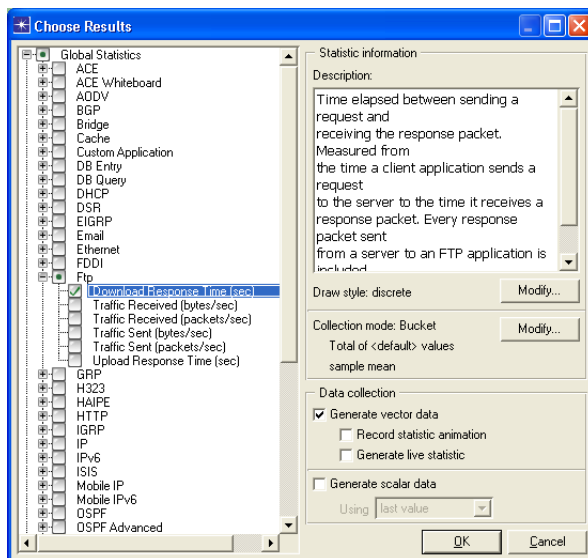 Choose Results
Global Statistics
ACE
ACE Whiteboard
AODV
BGP
Bridge
Cache
Custom Application
DB Entry
DB Query
DHCP
DSR
EIGRP
Email
Ethernet
FDDI
Ftp
Download Response Time (sec)
Traffic Received (bytes/sec)
Traffic Received (packets/sec)
Traffic Sent (bytes/sec)
Traffic Sent (packets/sec)
Upload Response Time (sec)
GRP
H323
HAIPE
HTTP
IGRP
IP
IPv6
ISIS
Mobile IP
Mobile IPv6
OSPF
OSPF Advanced
Statistic information
Description:
Time elapsed between sending a
request and
receiving the response packet.
Measured from
the time a client application sends a
request
to the server to the time it receives a
response packet. Every response
packet sent
from a server to an FTP application is
included
Draw style: discrete
Modify...
Collection mode: Bucket
Modify...
Total of <default> values
sample mean
Data collection
Generate vector data
Record statistic animation
Generate live statistic
Generate scalar data
Using last value
OK Cancel